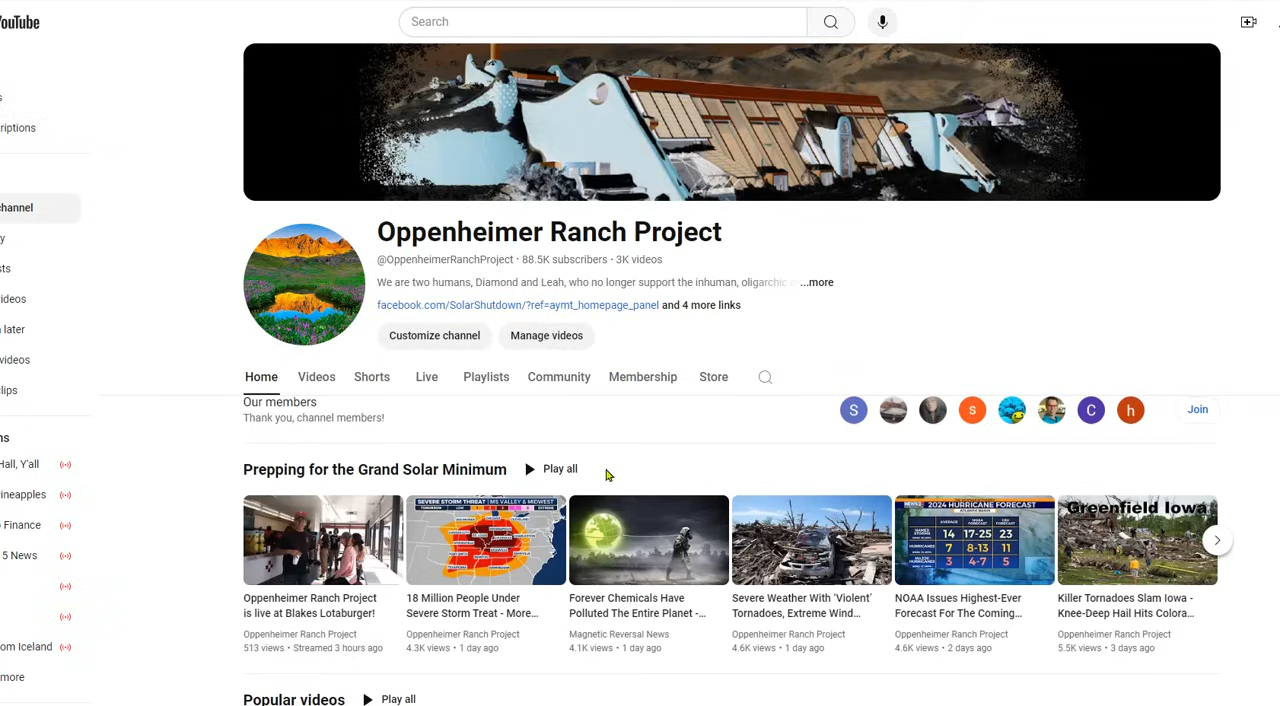 YouTube
Search
riptions
channel
y
sts
ideos
later
videos
clips
ns
Hall, Y'all
ineapples
Finance
5 News
om Iceland
more
Oppenheimer Ranch Project
@OppenheimerRanchProject · 88.5K subscribers · 3K videos
We are two humans, Diamond and Leah, who no longer support the inhuman, oligarchic ...more
facebook.com/SolarShutdown/?ref=aymt_homepage_panel and 4 more links
Customize channel Manage videos
Home Videos Shorts Live Playlists Community Membership Store
Our members
Thank you, channel members!
S S C h
Join
Prepping for the Grand Solar Minimum Play all
SEVERE STORM THREAT | MS VALLEY & MIDWEST
2024 HURRICANE FORECAST
14 17-25 23
7 8-13 11
3 4-7 5
Greenfield Iowa
Oppenheimer Ranch Project
is live at Blakes Lotaburger!
Oppenheimer Ranch Project
513 views • Streamed 3 hours ago
18 Million People Under
Severe Storm Treat - More...
Oppenheimer Ranch Project
4.3K views • 1 day ago
Forever Chemicals Have
Polluted The Entire Planet -...
Magnetic Reversal News
4.1K views • 1 day ago
Severe Weather With 'Violent'
Tornadoes, Extreme Wind...
Oppenheimer Ranch Project
4.6K views • 1 day ago
NOAA Issues Highest-Ever
Forecast For The Coming...
Oppenheimer Ranch Project
4.6K views • 2 days ago
Killer Tornadoes Slam Iowa -
Knee-Deep Hail Hits Colora...
Oppenheimer Ranch Project
5.5K views • 3 days ago
Popular videos Play all